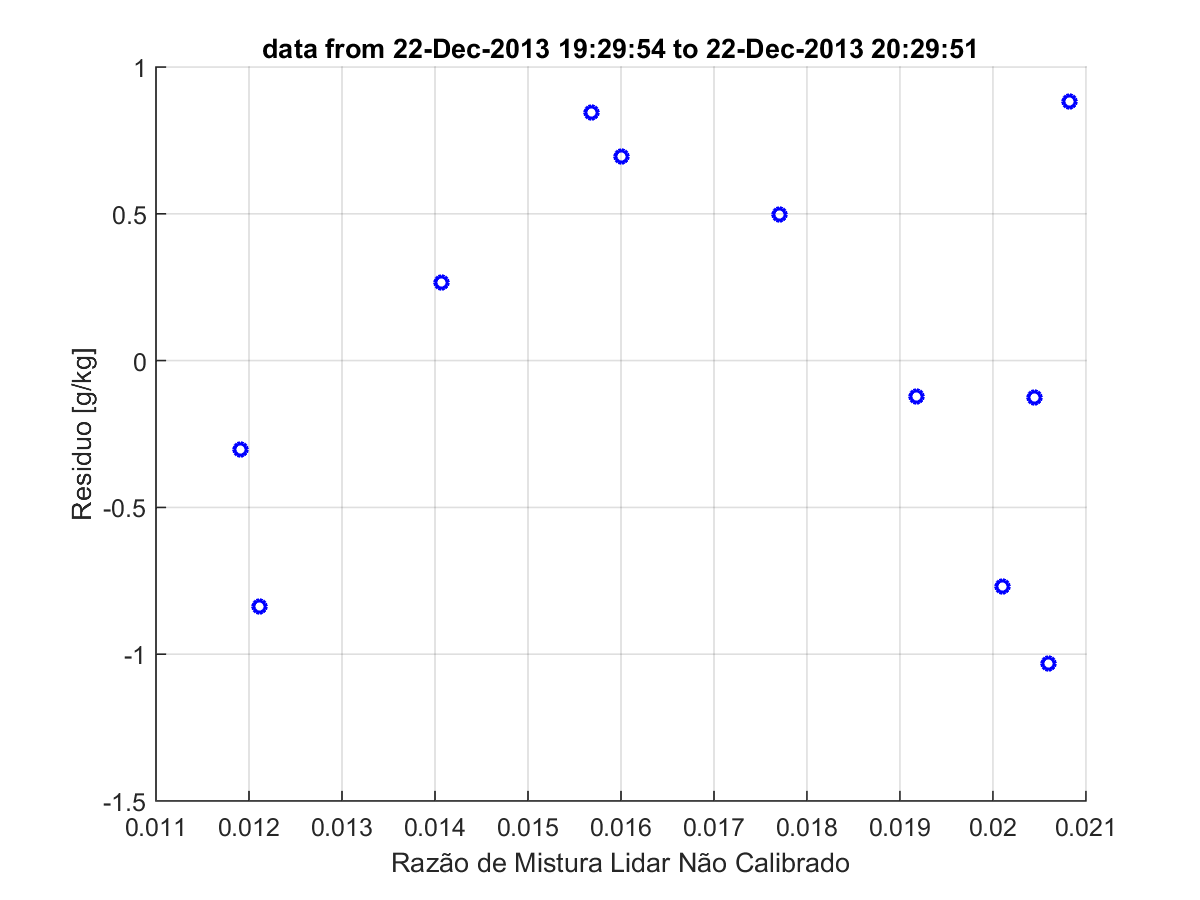 data from 22-Dec-2013 19:29:54 to 22-Dec-2013 20:29:51
1
0.5
0
-0.5
-1
-1.5
Residuo [g/kg]
0.011 0.012 0.013 0.014 0.015 0.016 0.017 0.018 0.019 0.02 0.021
Razão de Mistura Lidar Não Calibrado